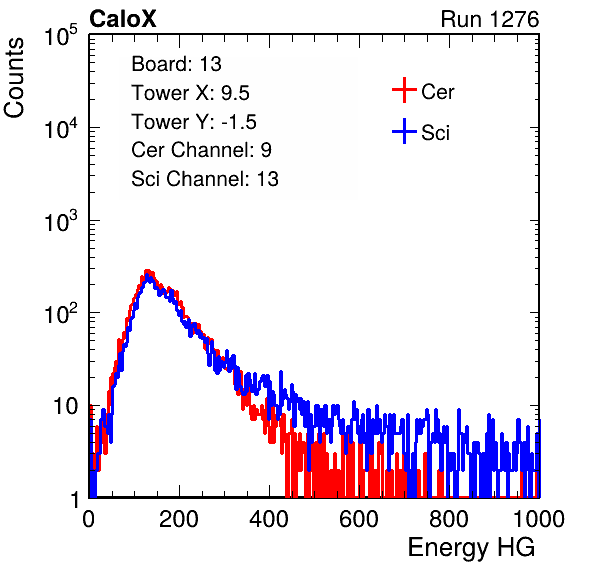 CaloX Run 1276
Counts
10^5
10^4
10^3
10^2
10
1
Board: 13
Tower X: 9.5
Tower Y: -1.5
Cer Channel: 9
Sci Channel: 13
Cer
Sci
0 200 400 600 800 1000
Energy HG